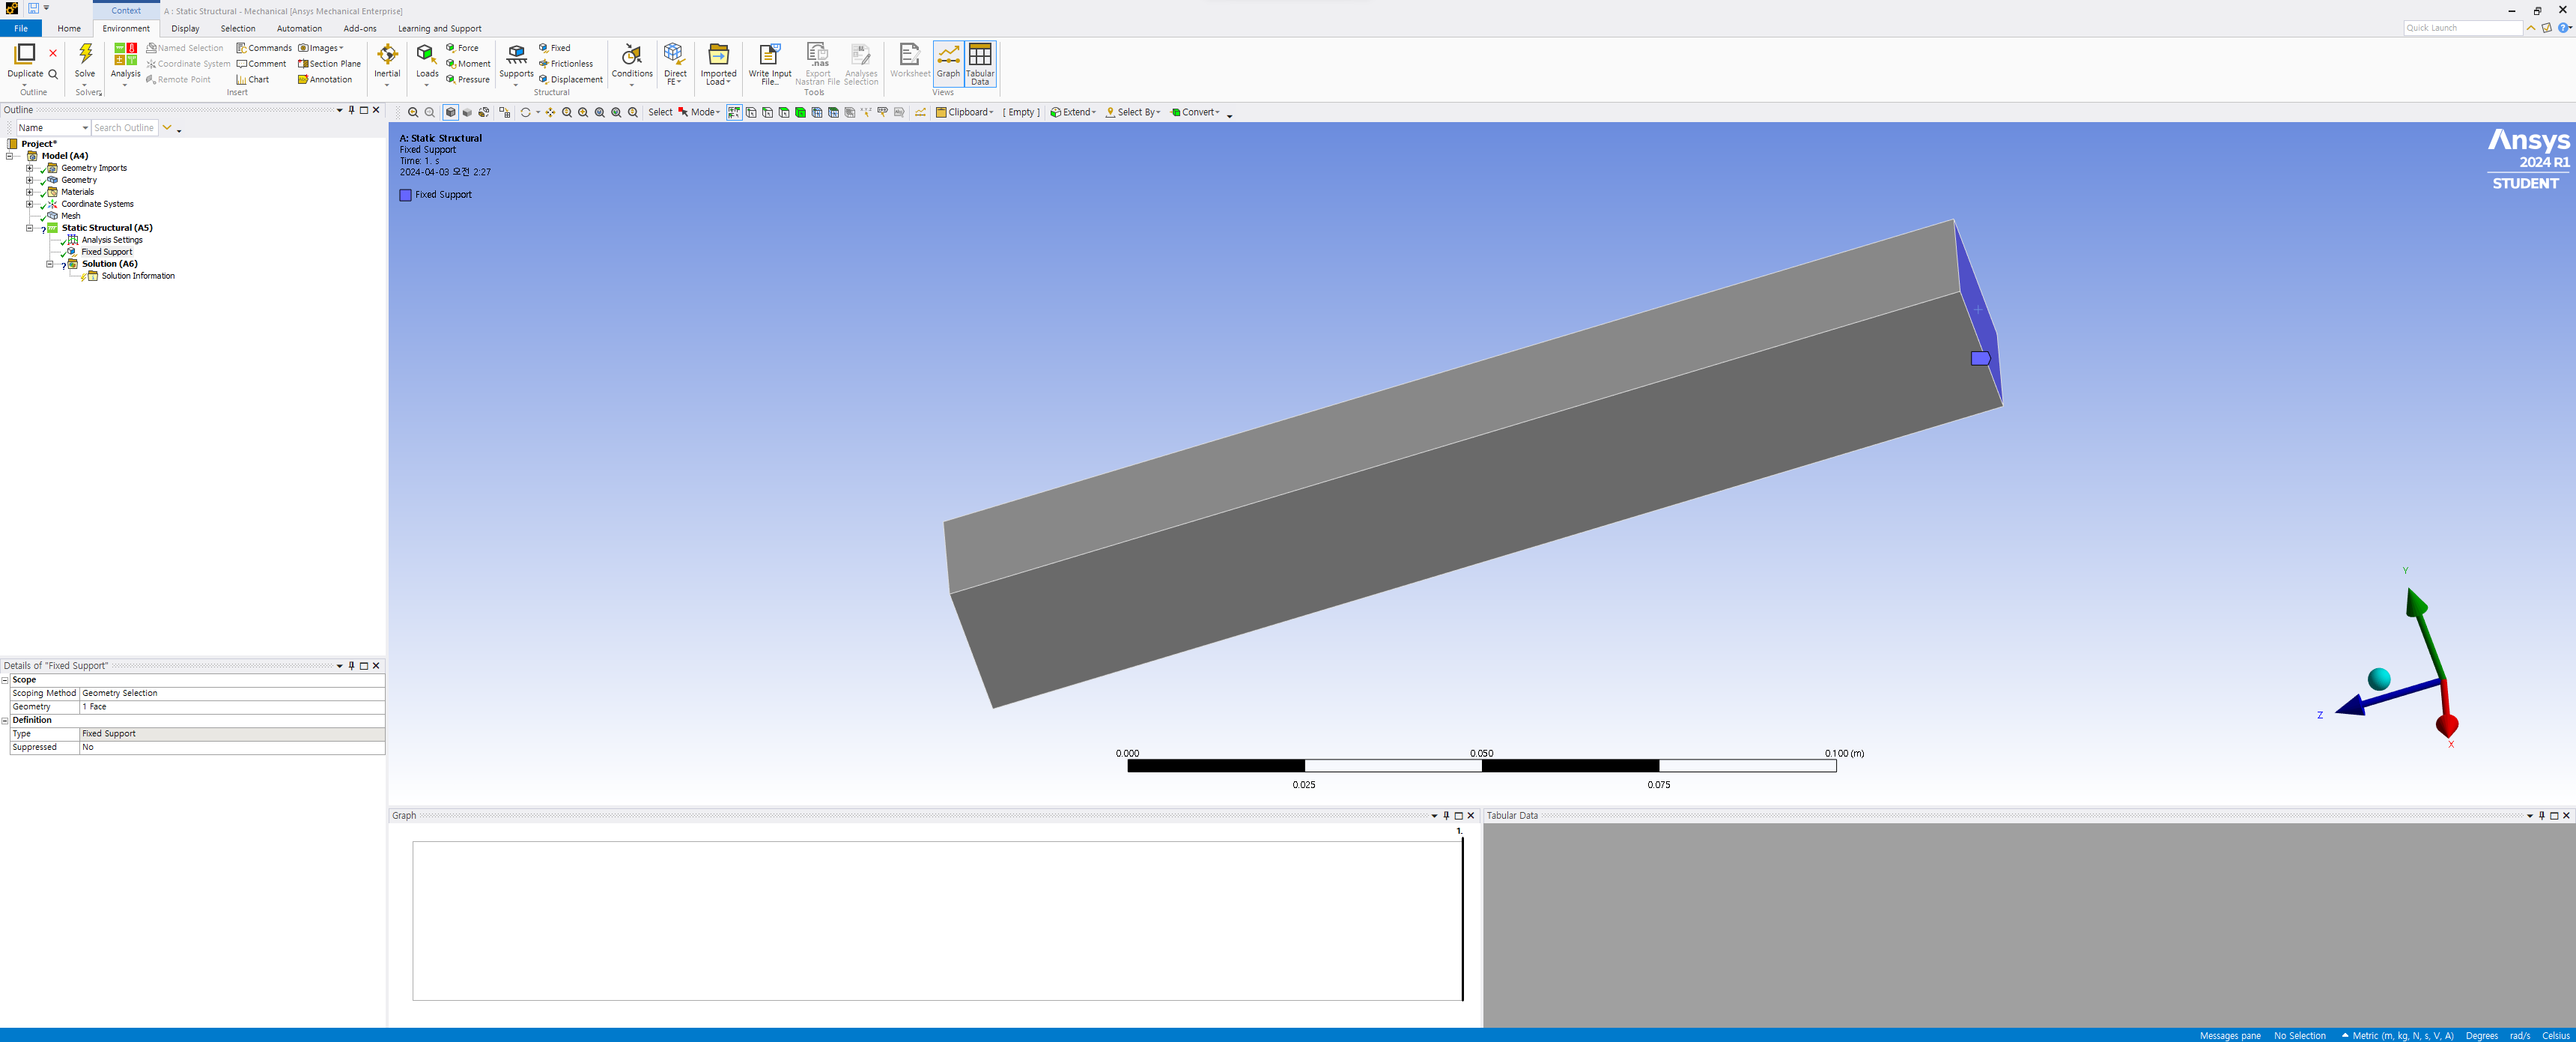 Context
A : Static Structural - Mechanical [Ansys Mechanical Enterprise]
File Home Environment Display Selection Automation Add-ons Learning and Support
Quick Launch
Duplicate
Outline
Solve
Solver
Analysis
Named Selection
Coordinate System
Remote Point
Commands
Comment
Chart
Images
Section Plane
Annotation
Insert
Inertial
Loads
Force
Moment
Pressure
Supports
Fixed
Frictionless
Displacement
Structural
Conditions
Direct
FE
Imported
Load
Write Input
File...
.nas
Export
Nastran File
Analyses
Selection
Tools
Worksheet
Graph
Tabular
Data
Views
Outline
Name Search Outline
Project*
Model (A4)
Geometry Imports
Geometry
Materials
Coordinate Systems
Mesh
Static Structural (A5)
Analysis Settings
Fixed Support
Solution (A6)
Solution Information
Select Mode Clipboard [ Empty ] Extend Select By Convert
A: Static Structural
Fixed Support
Time: 1. s
2024-04-03 오전 2:27
Fixed Support
Ansys
2024 R1
STUDENT
Y
Z
X
0.000 0.050 0.100 (m)
0.025 0.075
Details of "Fixed Support"
Scope
Scoping Method Geometry Selection
Geometry 1 Face
Definition
Type Fixed Support
Suppressed No
Graph
1.
Tabular Data
Messages pane No Selection Metric (m, kg, N, s, V, A) Degrees rad/s Celsius